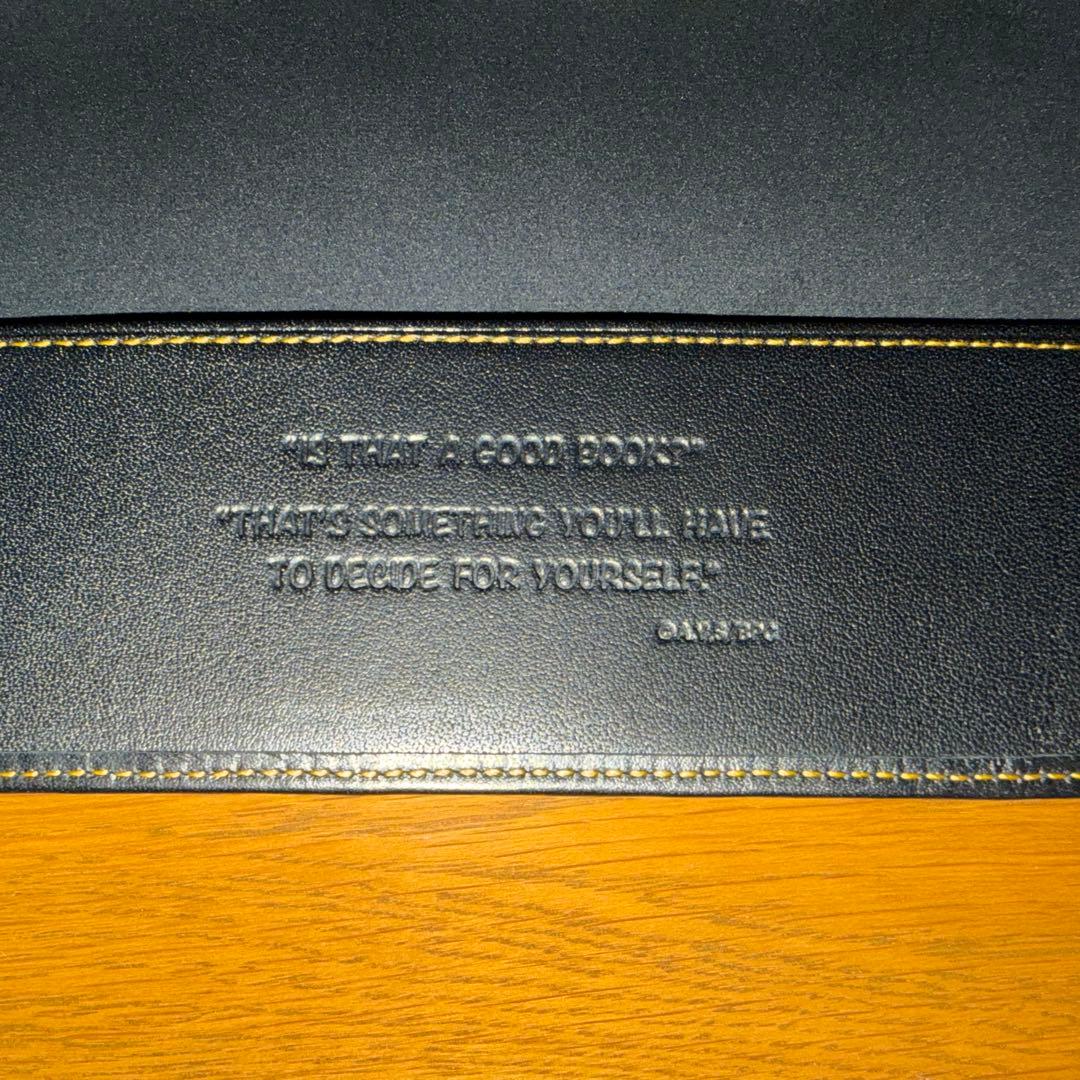 "IS THAT A GOOD BOOK?"
"THAT'S SOMETHING YOU'LL HAVE
TO DECIDE FOR YOURSELF."